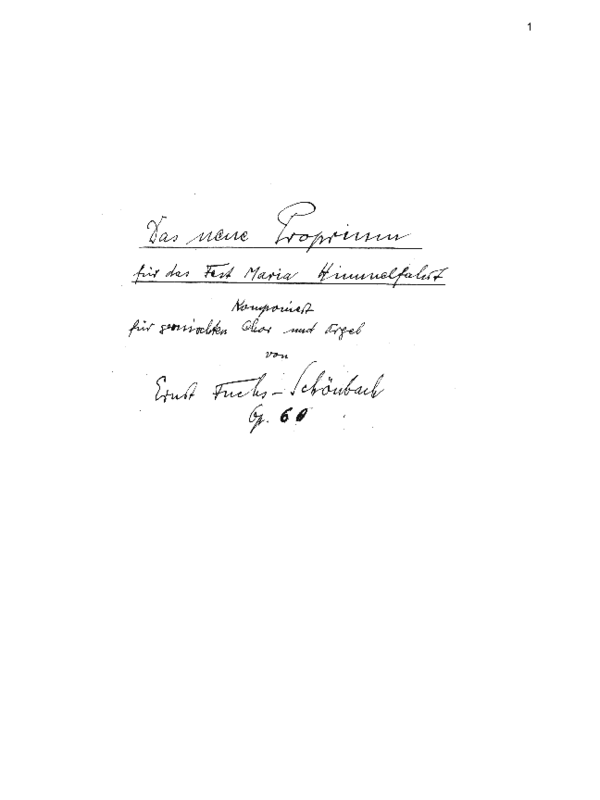 1
Das neue Proprium
für das Fest Maria Himmelfahrt
Komponiert
für gemischten Chor und Orgel
von
Ernst Fuchs-Schönbach
Op. 60